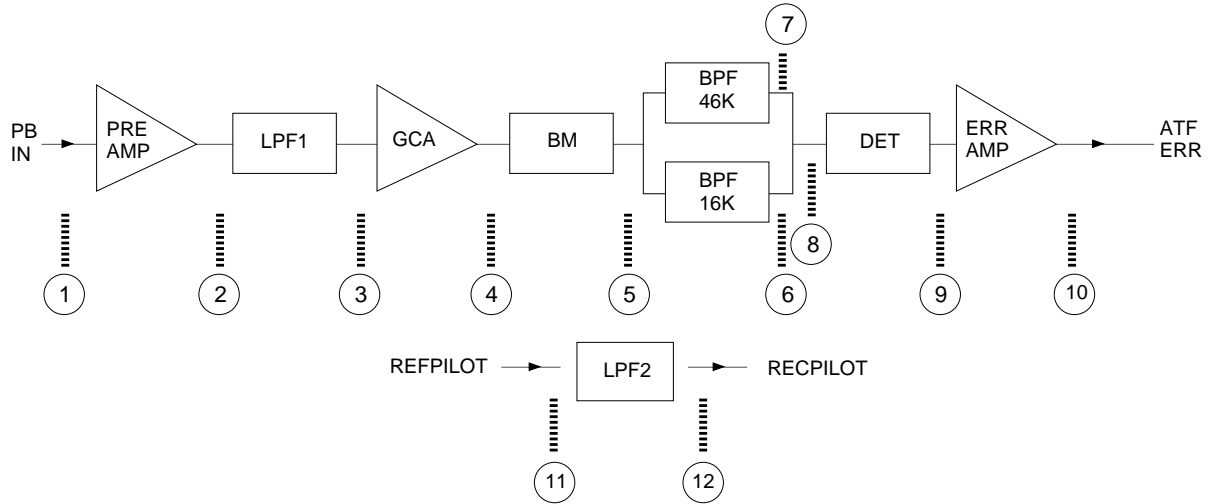 7
BPF
46K
PB
IN
PRE
AMP
LPF1
GCA
BM
DET
ERR
AMP
ATF
ERR
BPF
16K
8
1
2
3
4
5
6
9
10
REFPILOT
LPF2
RECPILOT
11
12